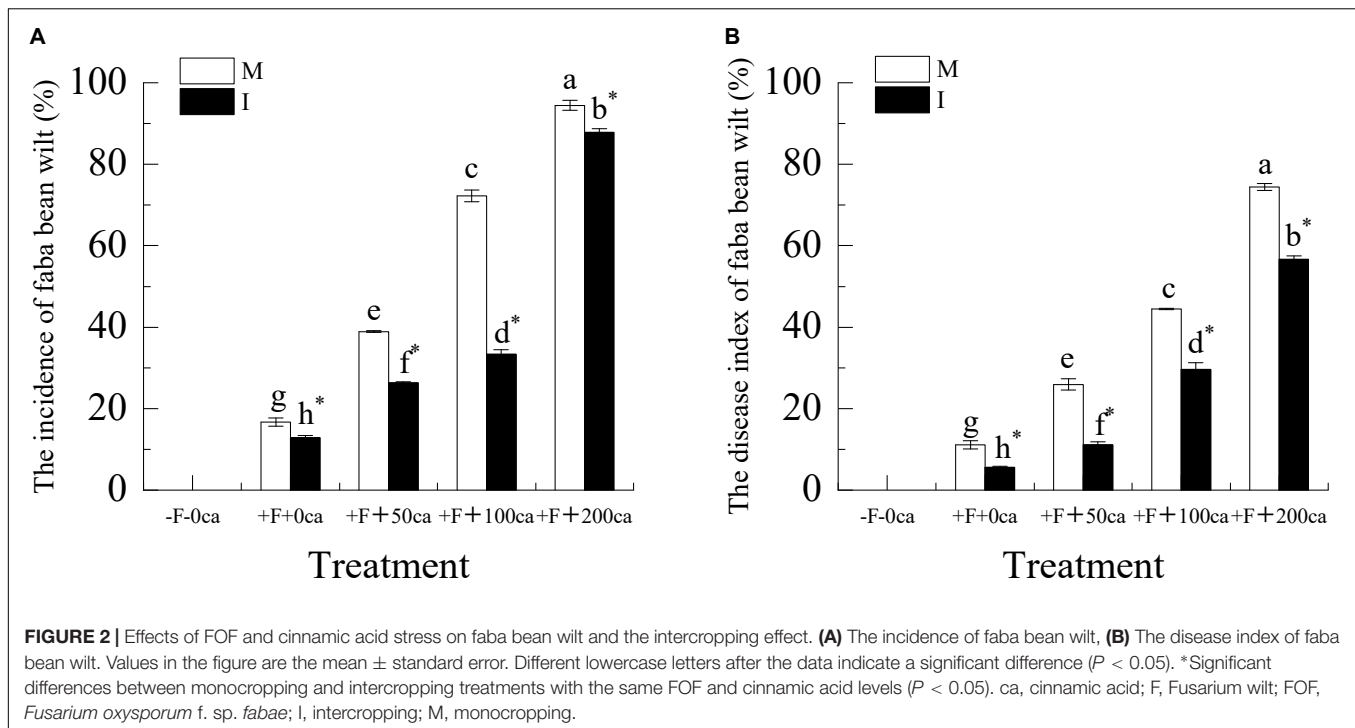 A
The incidence of faba bean wilt (%)
100
80
60
40
20
0
M
I
g
h*
e
f*
c
d*
a
b*
-F-0ca
+F+0ca
+F+50ca
+F+100ca
+F+200ca
Treatment
B
The disease index of faba bean wilt (%)
100
80
60
40
20
0
M
I
g
h*
e
f*
c
d*
a
b*
-F-0ca
+F+0ca
+F+50ca
+F+100ca
+F+200ca
Treatment
FIGURE 2 | Effects of FOF and cinnamic acid stress on faba bean wilt and the intercropping effect. (A) The incidence of faba bean wilt, (B) The disease index of faba
bean wilt. Values in the figure are the mean ± standard error. Different lowercase letters after the data indicate a significant difference (P < 0.05). *Significant
differences between monocropping and intercropping treatments with the same FOF and cinnamic acid levels (P < 0.05). ca, cinnamic acid; F, Fusarium wilt; FOF,
Fusarium oxysporum f. sp. fabae; I, intercropping; M, monocropping.